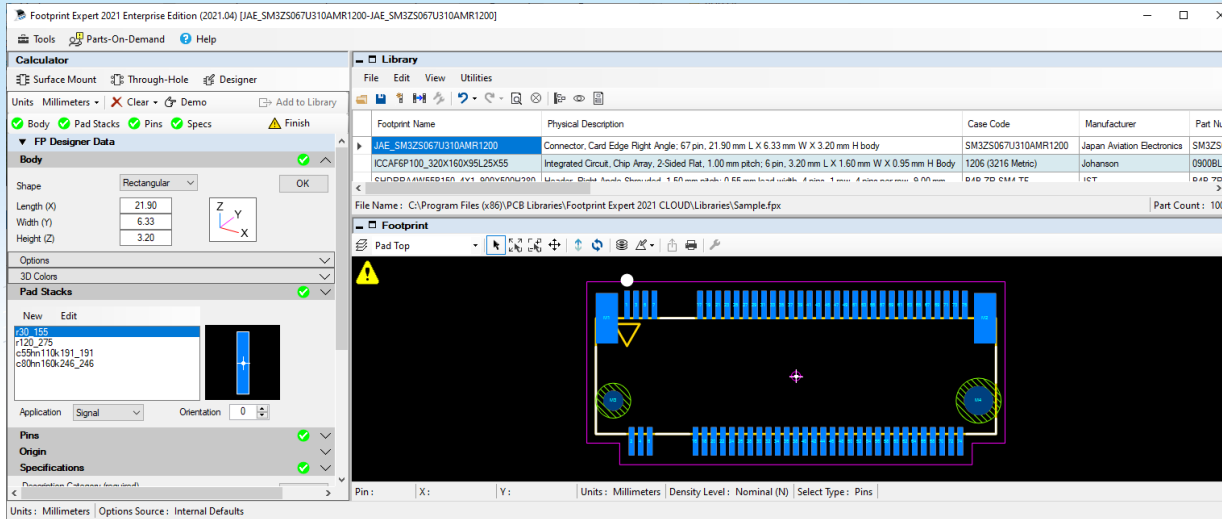 Footprint Expert 2021 Enterprise Edition (2021.04) [JAE_SM3ZS067U310AMR1200-JAE_SM3ZS067U310AMR1200]
Tools Parts-On-Demand Help
Calculator
Surface Mount Through-Hole Designer
Units Millimeters Clear Demo Add to Library
Body Pad Stacks Pins Specs Finish
FP Designer Data
Body
Shape Rectangular OK
Length (X) 21.90
Width (Y) 6.33
Height (Z) 3.20
Z Y X
Options
3D Colors
Pad Stacks
New Edit
r30_155
r120_275
c55hn110k191_191
c80hn160k246_246
Application Signal Orientation 0
Pins
Origin
Specifications
Description Category (required)
Units : Millimeters Options Source : Internal Defaults
Library
File Edit View Utilities
Footprint Name Physical Description Case Code Manufacturer Part Nu
JAE_SM3ZS067U310AMR1200 Connector, Card Edge Right Angle; 67 pin, 21.90 mm L X 6.33 mm W X 3.20 mm H body SM3ZS067U310AMR1200 Japan Aviation Electronics SM3ZS
ICCAF6P100_320X160X95L25X55 Integrated Circuit, Chip Array, 2-Sided Flat, 1.00 mm pitch; 6 pin, 3.20 mm L X 1.60 mm W X 0.95 mm H Body 1206 (3216 Metric) Johanson 0900BL
File Name : C:\Program Files (x86)\PCB Libraries\Footprint Expert 2021 CLOUD\Libraries\Sample.fpx Part Count : 100
Footprint
Pad Top
Pin : X : Y : Units : Millimeters Density Level : Nominal (N) Select Type : Pins